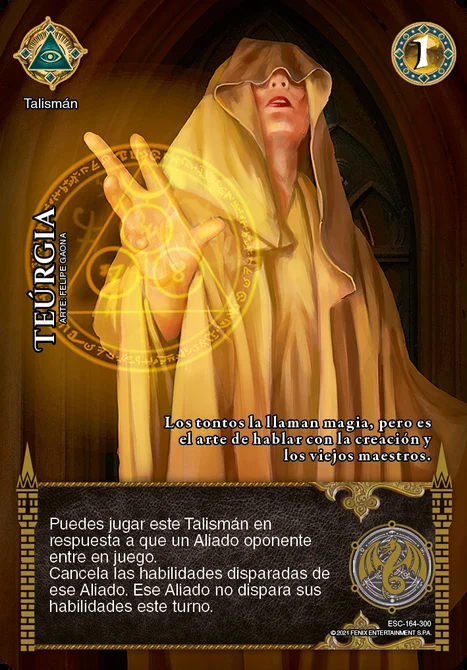 1
Talismán
TEÚRGIA
ARTE: FELIPE GAONA
Los tontos la llaman magia, pero es
el arte de hablar con la creación y
los viejos maestros.
Puedes jugar este Talismán en
respuesta a que un Aliado oponente
entre en juego.
Cancela las habilidades disparadas de
ese Aliado. Ese Aliado no dispara sus
habilidades este turno.
ESC-164-300
©2021 FENIX ENTERTAINMENT S.P.A.